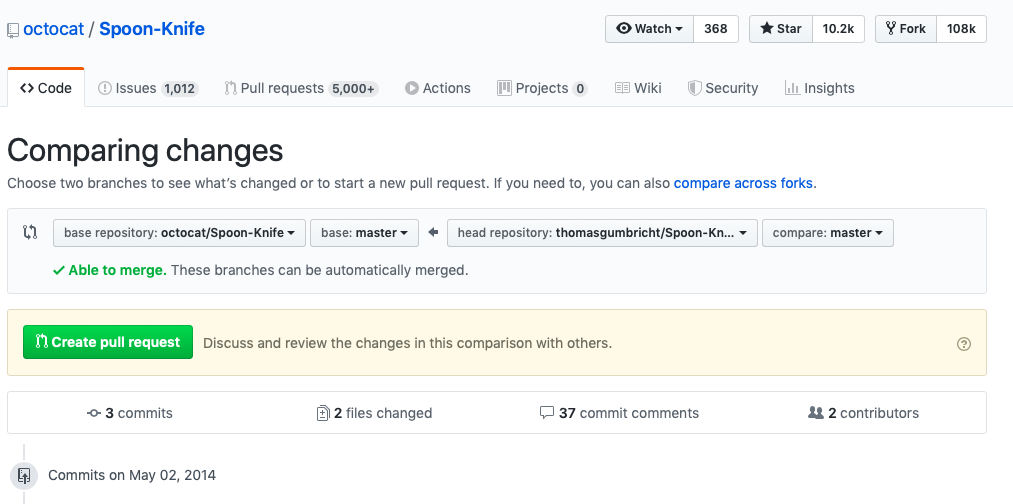 octocat / Spoon-Knife Watch 368 Star 10.2k Fork 108k
Code Issues 1,012 Pull requests 5,000+ Actions Projects 0 Wiki Security Insights
Comparing changes
Choose two branches to see what's changed or to start a new pull request. If you need to, you can also compare across forks.
base repository: octocat/Spoon-Knife base: master head repository: thomasgumbricht/Spoon-Kn... compare: master
Able to merge. These branches can be automatically merged.
Create pull request Discuss and review the changes in this comparison with others.
3 commits 2 files changed 37 commit comments 2 contributors
Commits on May 02, 2014